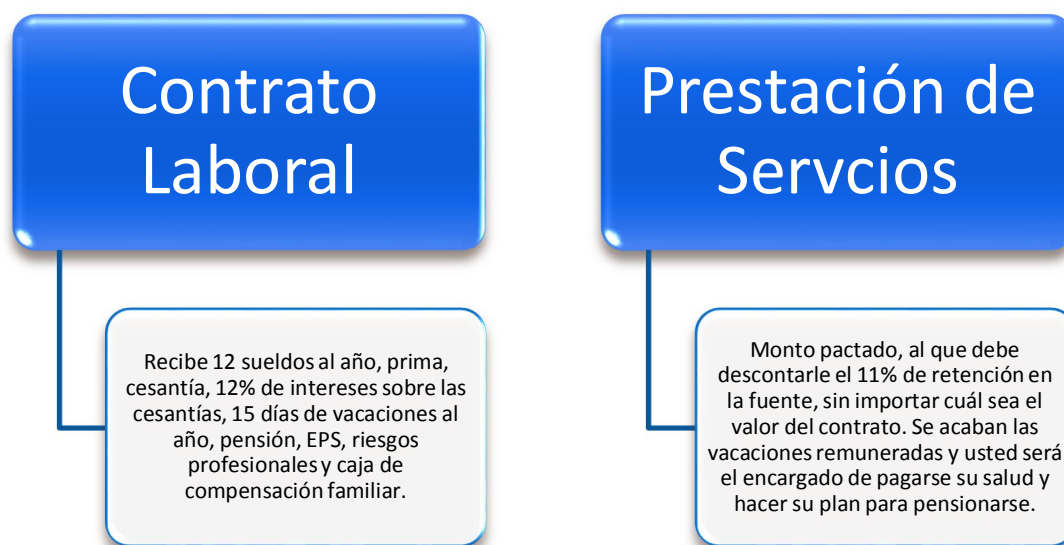 Contrato
Laboral
Recibe 12 sueldos al año, prima,
cesantía, 12% de intereses sobre las
cesantías, 15 días de vacaciones al
año, pensión, EPS, riesgos
profesionales y caja de
compensación familiar.
Prestación de
Servcios
Monto pactado, al que debe
descontarle el 11% de retención en
la fuente, sin importar cuál sea el
valor del contrato. Se acaban las
vacaciones remuneradas y usted será
el encargado de pagarse su salud y
hacer su plan para pensionarse.